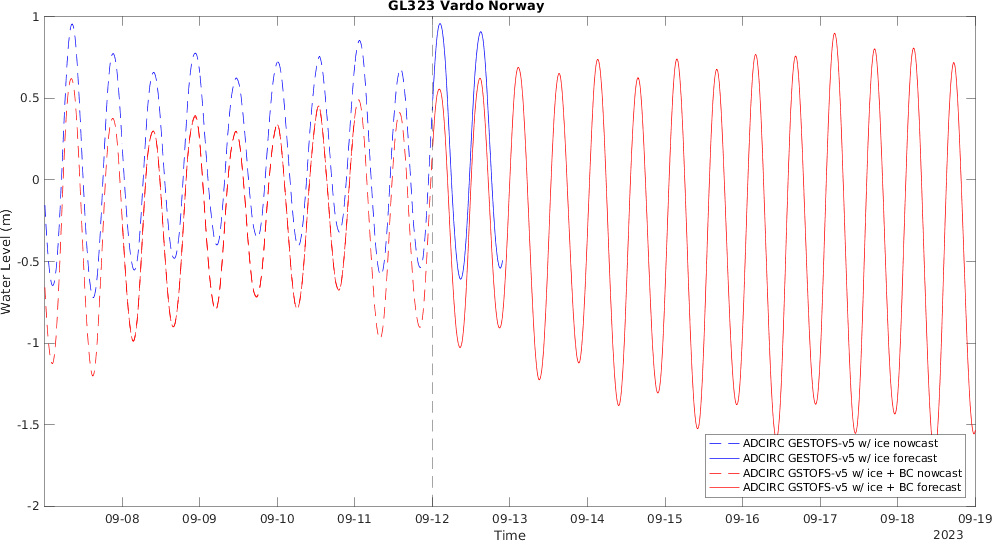 GL323 Vardo Norway
1
0.5
0
-0.5
-1
-1.5
-2
Water Level (m)
ADCIRC GESTOFS-v5 w/ ice nowcast
ADCIRC GESTOFS-v5 w/ ice forecast
ADCIRC GSTOFS-v5 w/ ice + BC nowcast
ADCIRC GSTOFS-v5 w/ ice + BC forecast
09-08 09-09 09-10 09-11 09-12 09-13 09-14 09-15 09-16 09-17 09-18 09-19
Time
2023